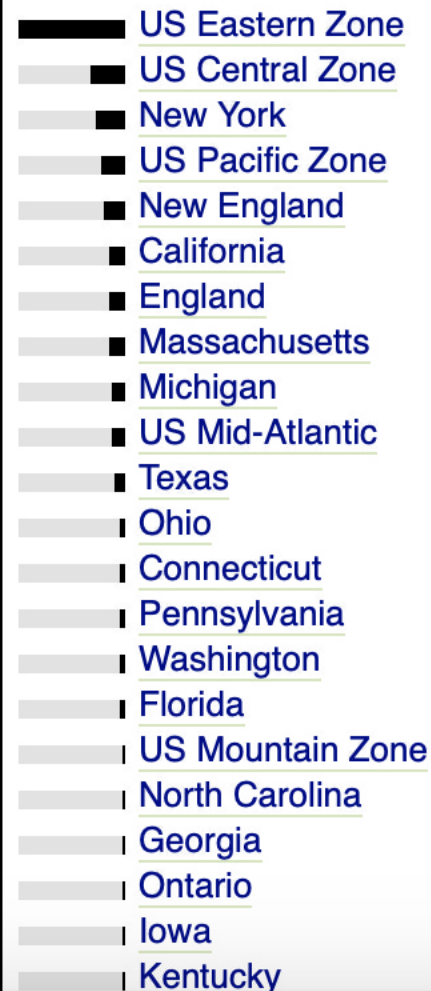 US Eastern Zone
US Central Zone
New York
US Pacific Zone
New England
California
England
Massachusetts
Michigan
US Mid-Atlantic
Texas
Ohio
Connecticut
Pennsylvania
Washington
Florida
US Mountain Zone
North Carolina
Georgia
Ontario
Iowa
Kentucky